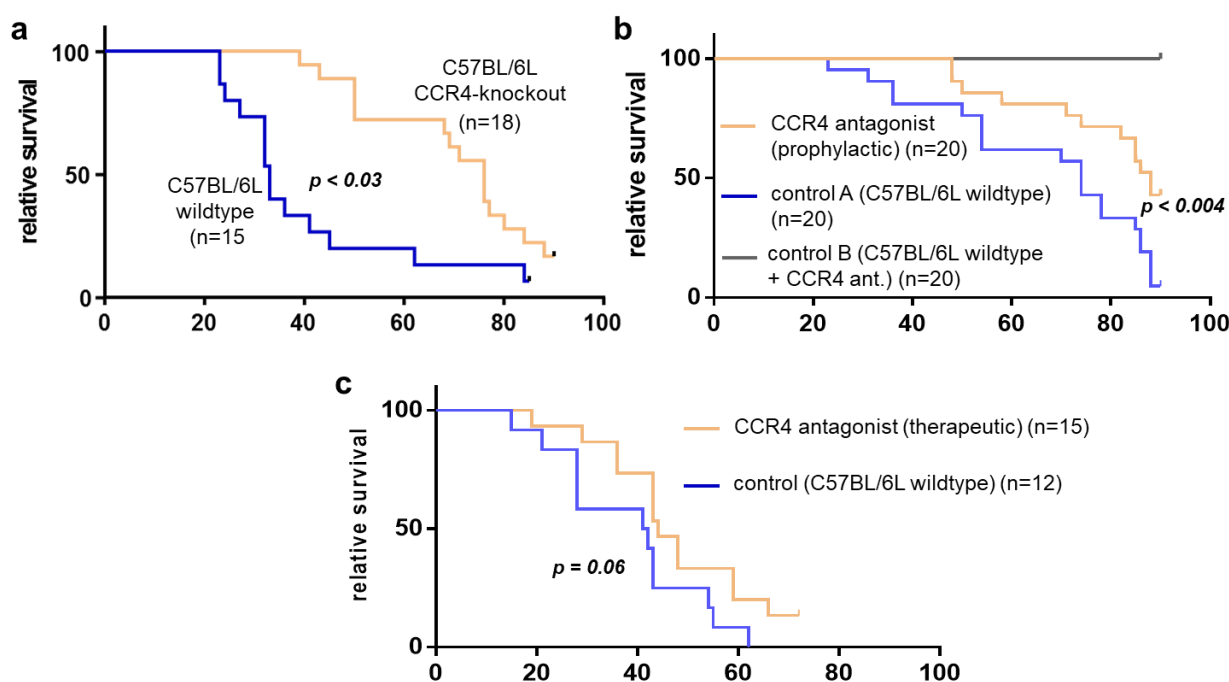 a
100
50
0
relative survival
C57BL/6L
CCR4-knockout
(n=18)
p < 0.03
C57BL/6L
wildtype
(n=15
0 20 40 60 80 100
b
100
50
0
relative survival
CCR4 antagonist
(prophylactic) (n=20)
control A (C57BL/6L wildtype)
(n=20)
p < 0.004
control B (C57BL/6L wildtype
+ CCR4 ant.) (n=20)
0 20 40 60 80 100
c
100
50
0
relative survival
CCR4 antagonist (therapeutic) (n=15)
control (C57BL/6L wildtype) (n=12)
p = 0.06
0 20 40 60 80 100